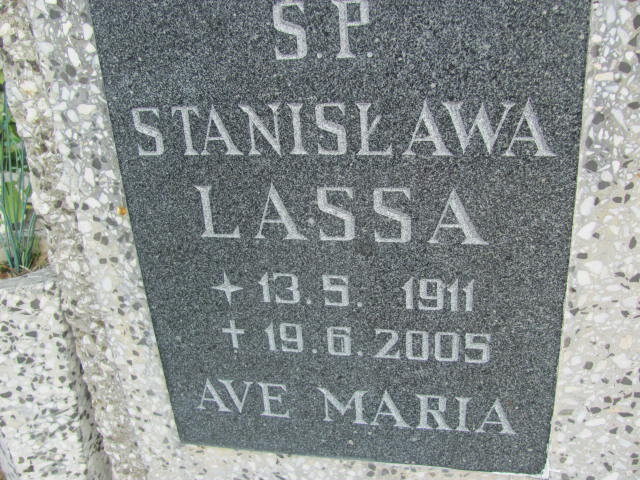 S.P.
STANISŁAWA
LASSA
+ 13.5. 1911
† 19.6.2005
AVE MARIA